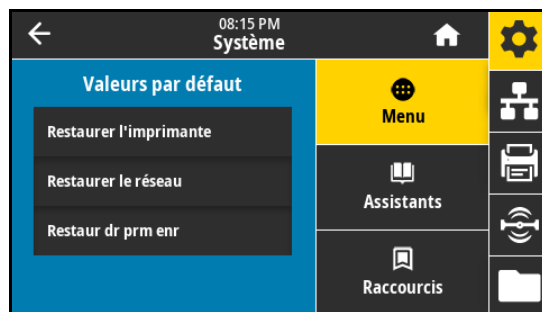 08:15 PM
Système
Valeurs par défaut
Restaurer l'imprimante
Restaurer le réseau
Restaur dr prm enr
Menu
Assistants
Raccourcis